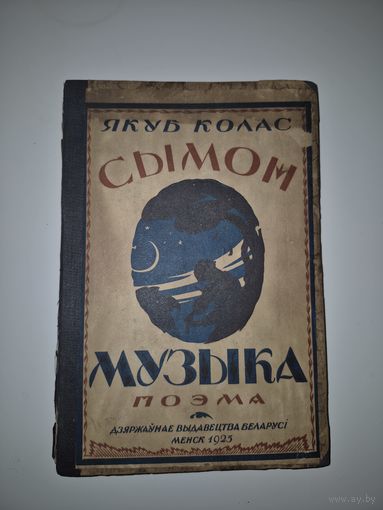 ЯКУБ КОЛАС
СЫМОН
МУЗЫКА
ПОЭМА
ДЗЯРЖАЎНАЕ ВЫДАВЕЦТВА БЕЛАРУСІ
МЕНСК 1925
www.ay.by